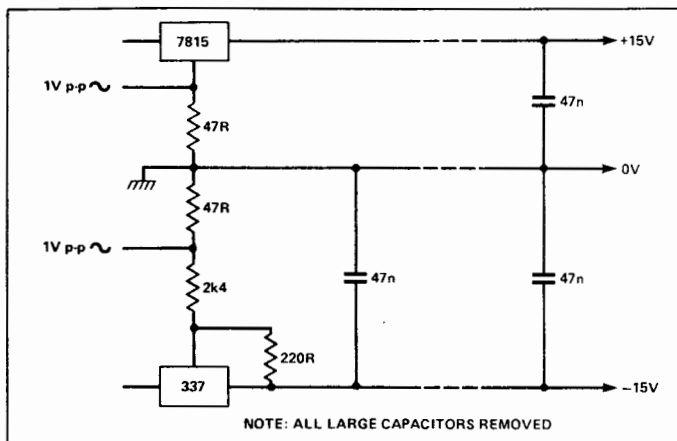 7815
+15V
1V p-p ∿
47R
47n
0V
47R
1V p-p ∿
47n
47n
2k4
220R
337
−15V
NOTE: ALL LARGE CAPACITORS REMOVED